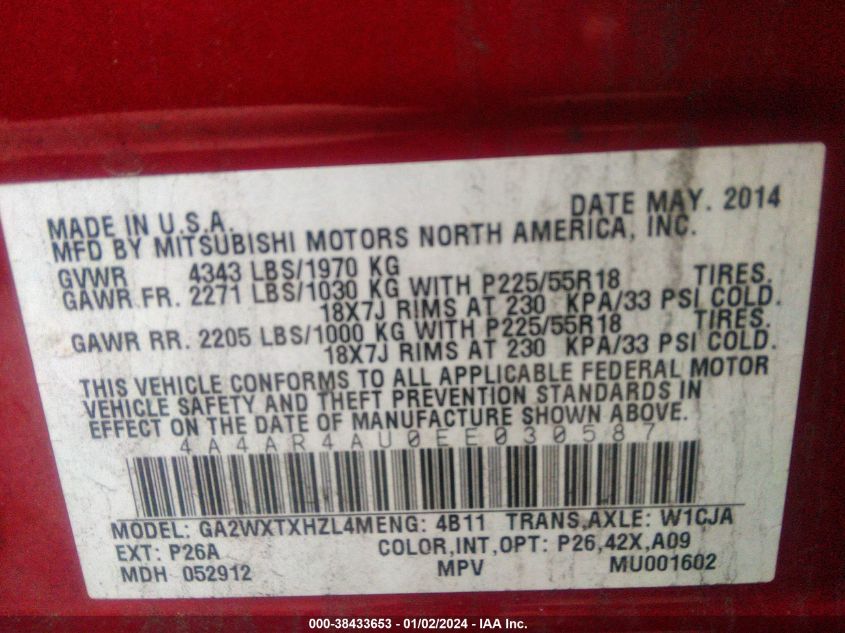 DATE MAY. 2014
MADE IN U.S.A.
MFD BY MITSUBISHI MOTORS NORTH AMERICA, INC.
GVWR 4343 LBS/1970 KG
GAWR FR. 2271 LBS/1030 KG WITH P225/55R18 TIRES.
18X7J RIMS AT 230 KPA/33 PSI COLD.
GAWR RR. 2205 LBS/1000 KG WITH P225/55R18 TIRES.
18X7J RIMS AT 230 KPA/33 PSI COLD.
THIS VEHICLE CONFORMS TO ALL APPLICABLE FEDERAL MOTOR
VEHICLE SAFETY AND THEFT PREVENTION STANDARDS IN
EFFECT ON THE DATE OF MANUFACTURE SHOWN ABOVE.
4A4AR4AU0EE030587
MODEL: GA2WXTXHZL4M ENG: 4B11 TRANS,AXLE: W1CJA
EXT: P26A COLOR,INT,OPT: P26,42X,A09
MDH 052912 MPV MU001602
000-38433653 - 01/02/2024 - IAA Inc.